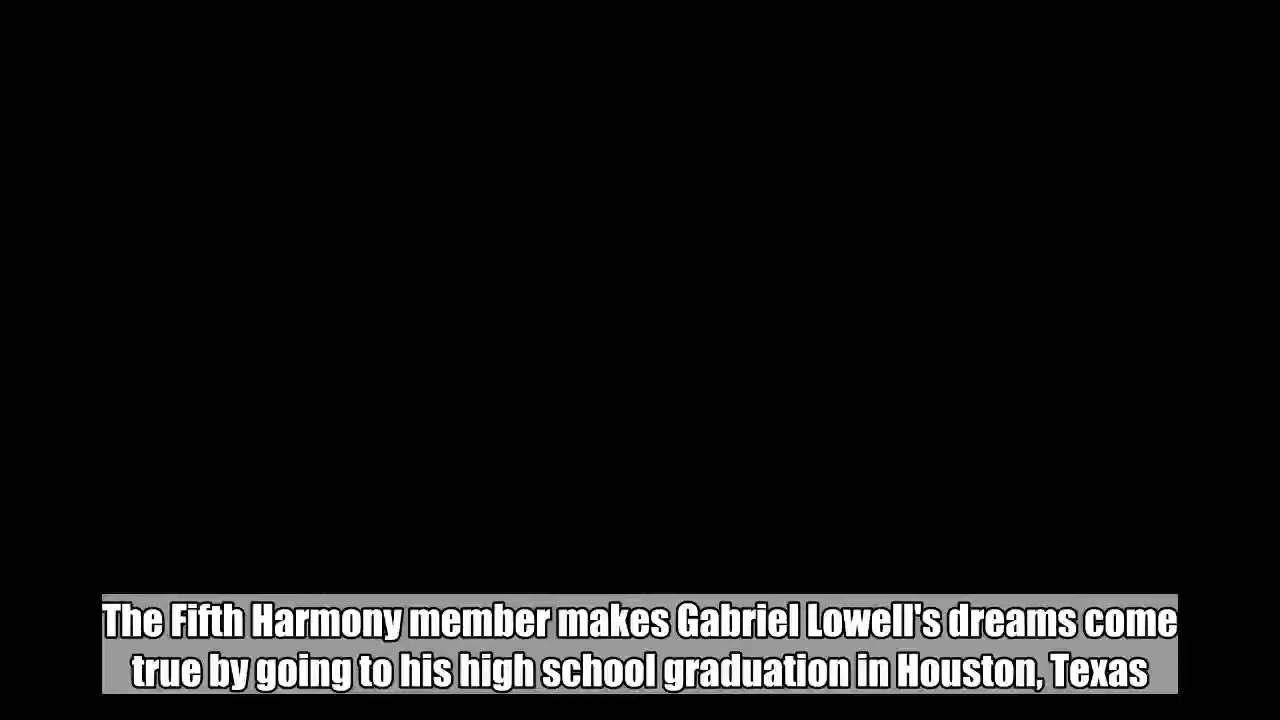 The Fifth Harmony member makes Gabriel Lowell's dreams come
true by going to his high school graduation in Houston, Texas